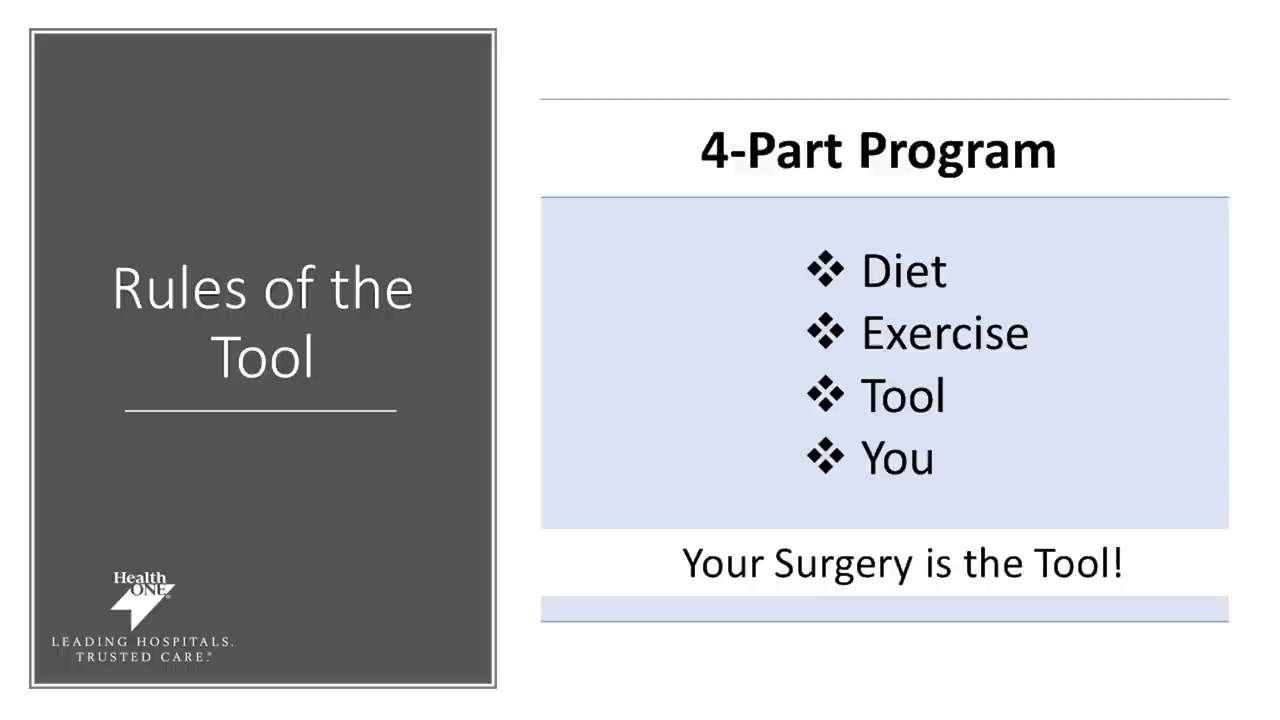 Rules of the
Tool
Health
ONE®
LEADING HOSPITALS.
TRUSTED CARE.®
4-Part Program
❖ Diet
❖ Exercise
❖ Tool
❖ You
Your Surgery is the Tool!